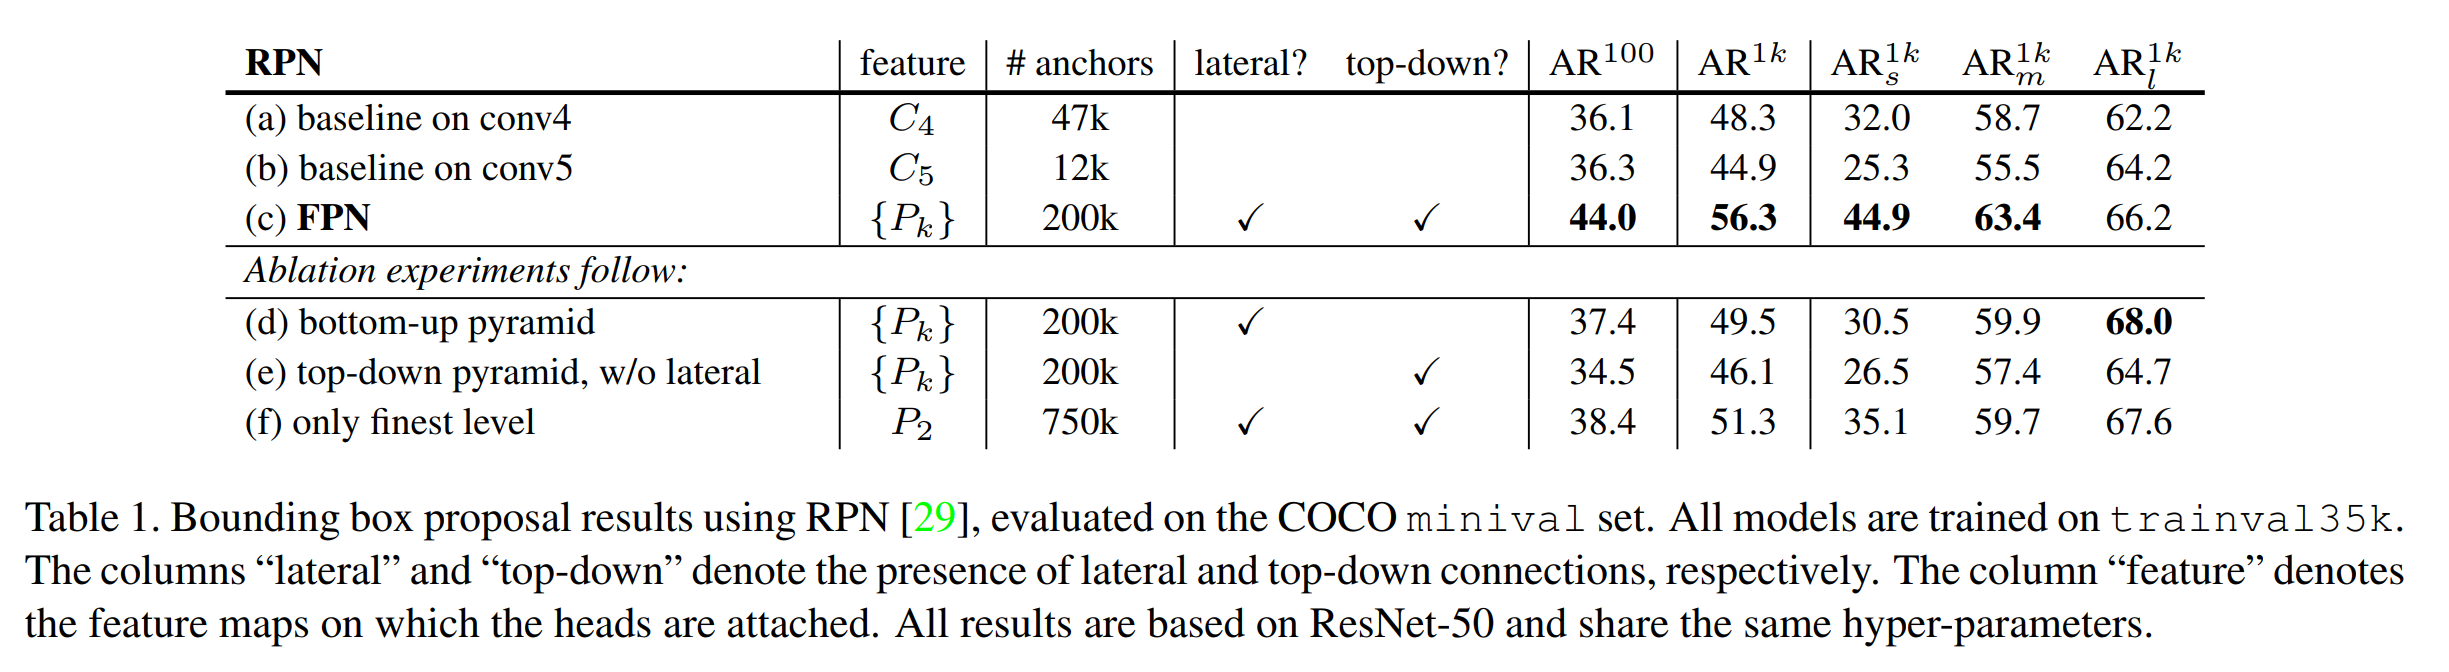 RPN feature # anchors lateral? top-down? AR^100 AR^1k AR_s^1k AR_m^1k AR_l^1k
(a) baseline on conv4 C_4 47k 36.1 48.3 32.0 58.7 62.2
(b) baseline on conv5 C_5 12k 36.3 44.9 25.3 55.5 64.2
(c) FPN {P_k} 200k ✓ ✓ 44.0 56.3 44.9 63.4 66.2
Ablation experiments follow:
(d) bottom-up pyramid {P_k} 200k ✓ 37.4 49.5 30.5 59.9 68.0
(e) top-down pyramid, w/o lateral {P_k} 200k ✓ 34.5 46.1 26.5 57.4 64.7
(f) only finest level P_2 750k ✓ ✓ 38.4 51.3 35.1 59.7 67.6
Table 1. Bounding box proposal results using RPN [29], evaluated on the COCO minival set. All models are trained on trainval35k.
The columns “lateral” and “top-down” denote the presence of lateral and top-down connections, respectively. The column “feature” denotes
the feature maps on which the heads are attached. All results are based on ResNet-50 and share the same hyper-parameters.